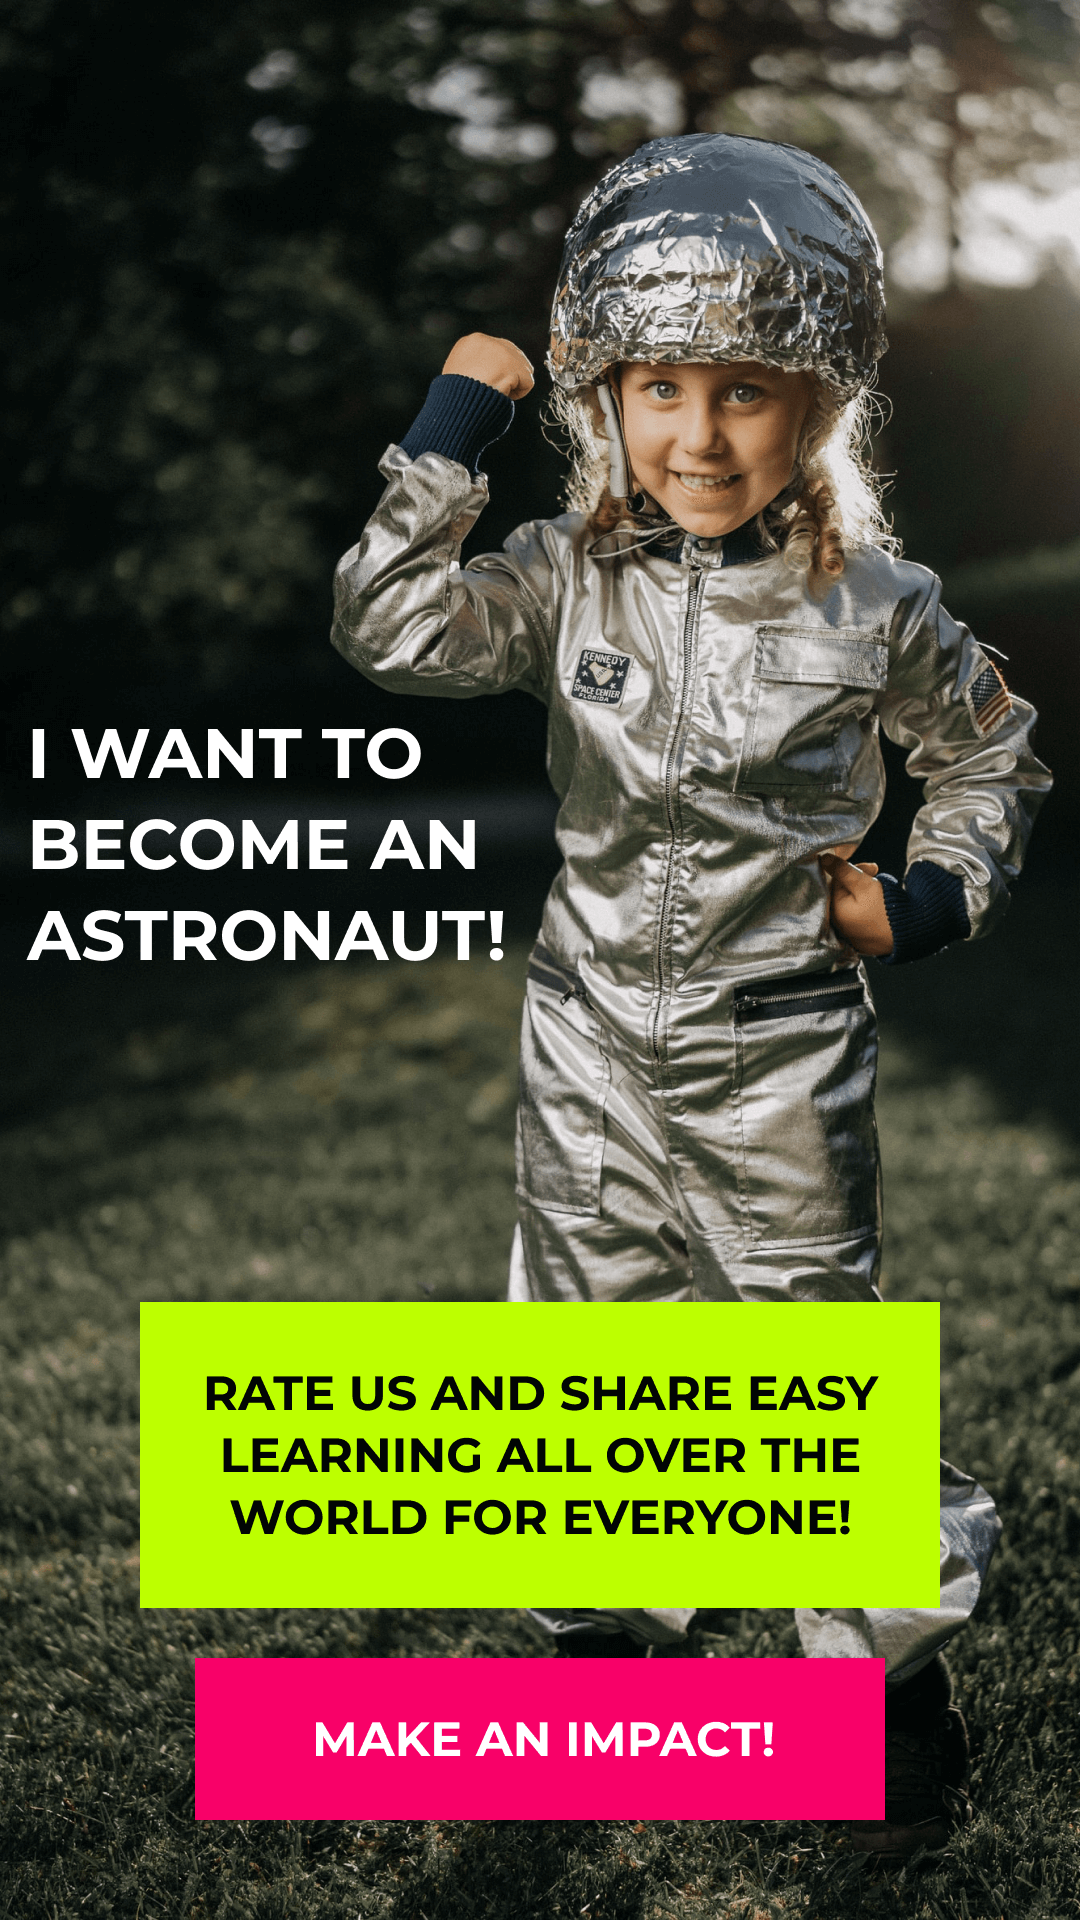 KENNEDY
SPACE CENTER
FLORIDA
I WANT TO
BECOME AN
ASTRONAUT!
RATE US AND SHARE EASY
LEARNING ALL OVER THE
WORLD FOR EVERYONE!
MAKE AN IMPACT!